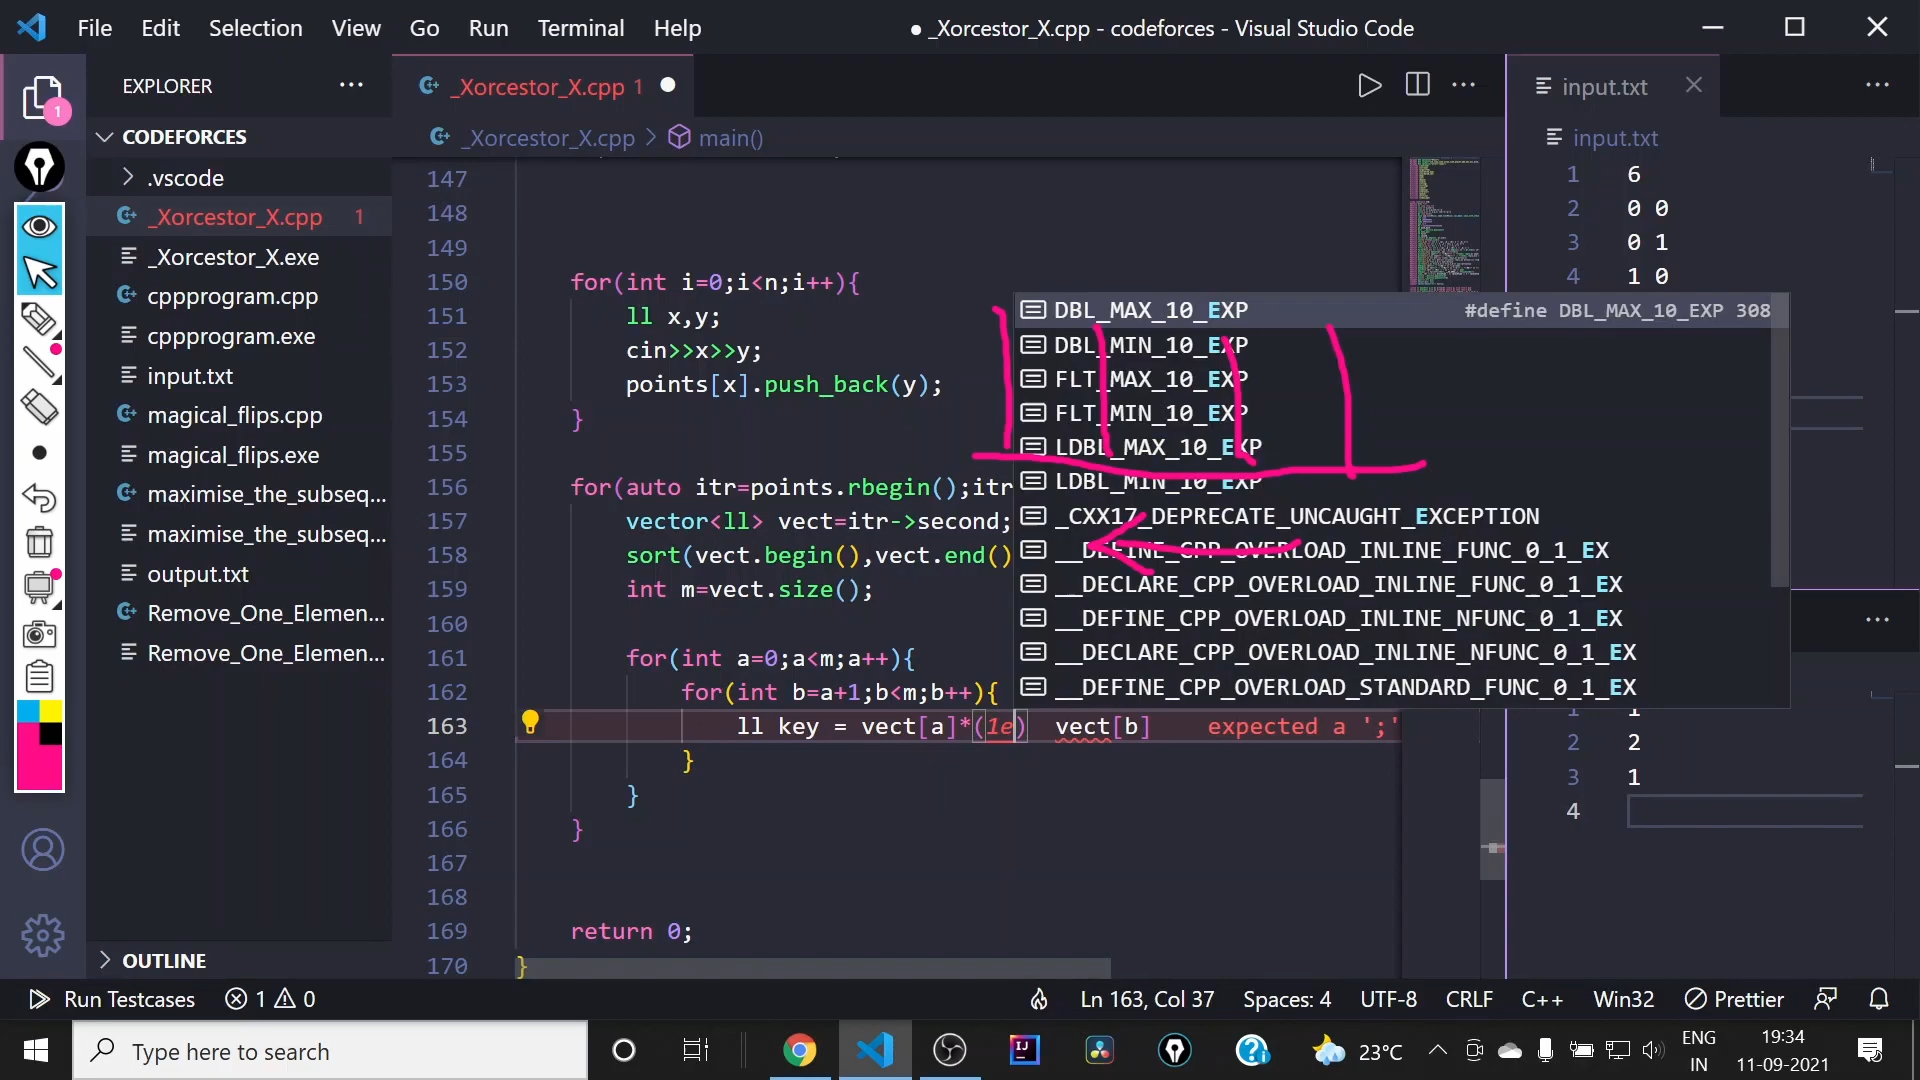 File Edit Selection View Go Run Terminal Help
● _Xorcestor_X.cpp - codeforces - Visual Studio Code
EXPLORER
1
CODEFORCES
.vscode
_Xorcestor_X.cpp 1
_Xorcestor_X.exe
cppprogram.cpp
cppprogram.exe
input.txt
magical_flips.cpp
magical_flips.exe
maximise_the_subseq...
maximise_the_subseq...
output.txt
Remove_One_Elemen...
Remove_One_Elemen...
OUTLINE
_Xorcestor_X.cpp 1
_Xorcestor_X.cpp > main()
147
148
149
150 for(int i=0;i<n;i++){
151 ll x,y;
152 cin>>x>>y;
153 points[x].push_back(y);
154 }
155
156 for(auto itr=points.rbegin();itr
157 vector<ll> vect=itr->second;
158 sort(vect.begin(),vect.end()
159 int m=vect.size();
160
161 for(int a=0;a<m;a++){
162 for(int b=a+1;b<m;b++){
163 ll key = vect[a]*(1e) vect[b] expected a ';'
164 }
165 }
166 }
167
168
169 return 0;
170 }
DBL_MAX_10_EXP #define DBL_MAX_10_EXP 308
DBL_MIN_10_EXP
FLT_MAX_10_EXP
FLT_MIN_10_EXP
LDBL_MAX_10_EXP
LDBL_MIN_10_EXP
_CXX17_DEPRECATE_UNCAUGHT_EXCEPTION
__DEFINE_CPP_OVERLOAD_INLINE_FUNC_0_1_EX
__DECLARE_CPP_OVERLOAD_INLINE_FUNC_0_1_EX
__DEFINE_CPP_OVERLOAD_INLINE_NFUNC_0_1_EX
__DECLARE_CPP_OVERLOAD_INLINE_NFUNC_0_1_EX
__DEFINE_CPP_OVERLOAD_STANDARD_FUNC_0_1_EX
input.txt
input.txt
1 6
2 0 0
3 0 1
4 1 0
1 1
2 2
3 1
4
Run Testcases 1 0
Ln 163, Col 37 Spaces: 4 UTF-8 CRLF C++ Win32 Prettier
Type here to search
23°C
ENG
IN
19:34
11-09-2021